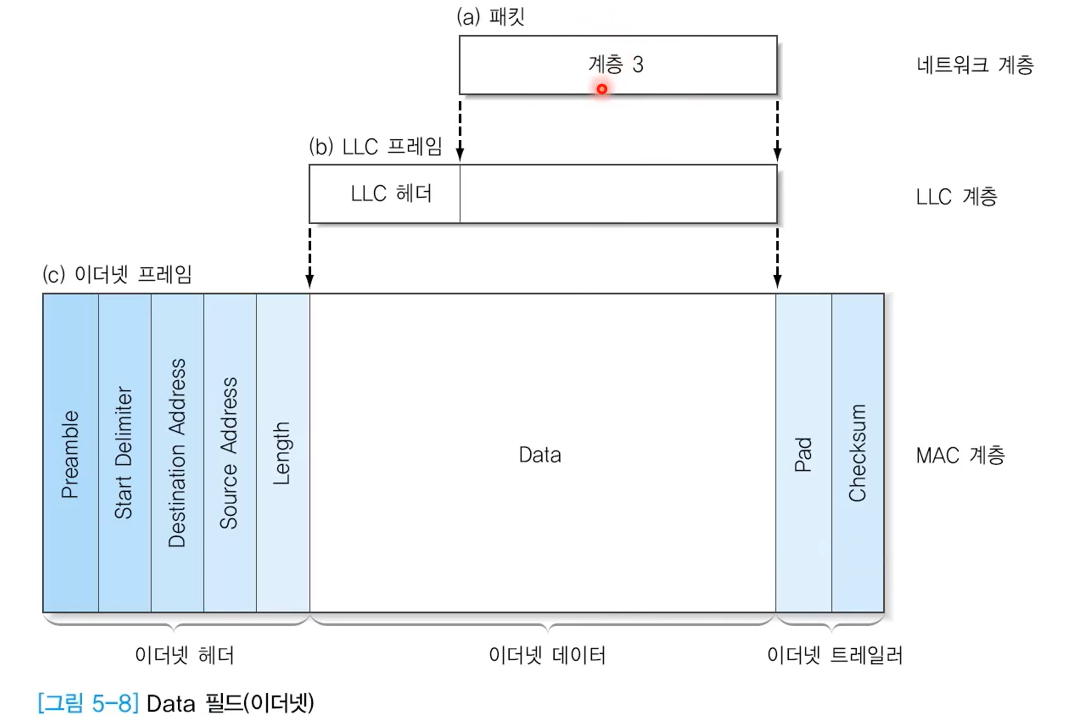 (a) 패킷
계층 3
네트워크 계층
(b) LLC 프레임
LLC 헤더
LLC 계층
(c) 이더넷 프레임
Preamble
Start Delimiter
Destination Address
Source Address
Length
Data
Pad
Checksum
MAC 계층
이더넷 헤더
이더넷 데이터
이더넷 트레일러
[그림 5-8] Data 필드(이더넷)